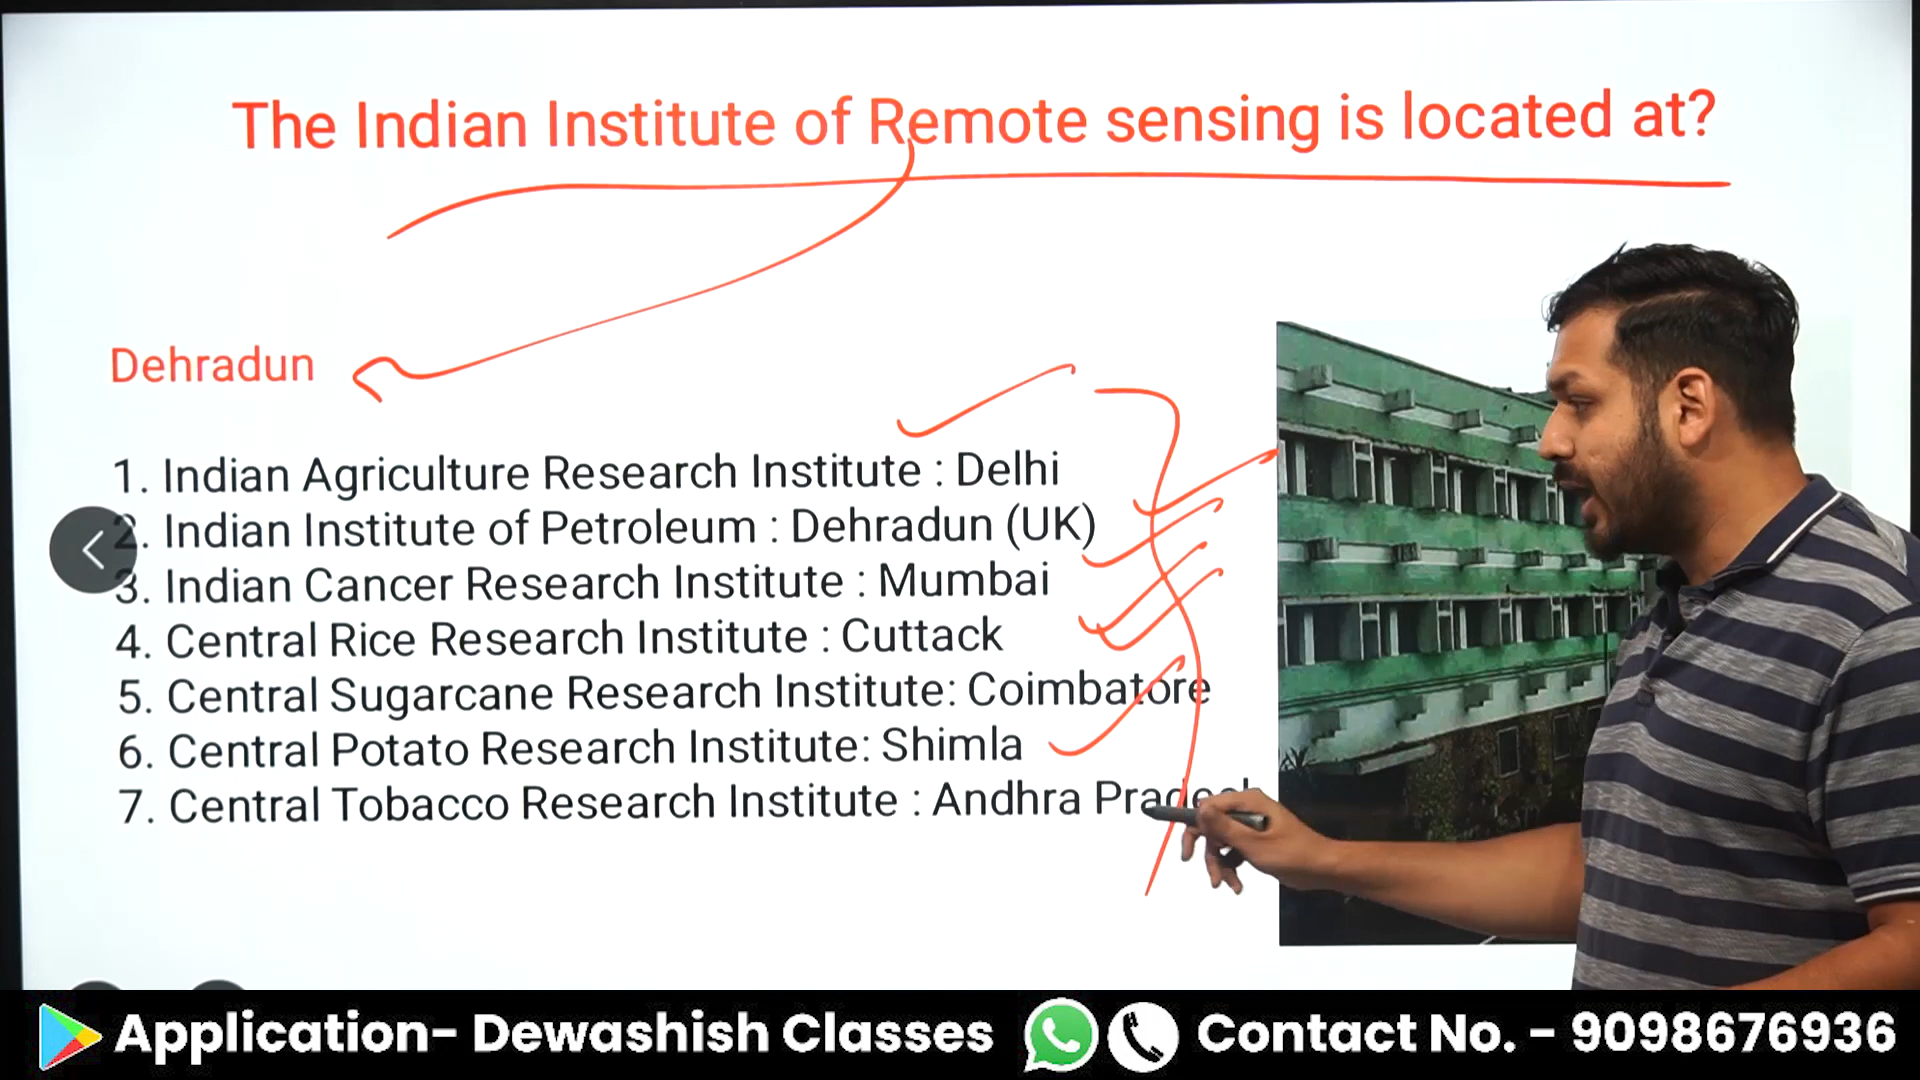 The Indian Institute of Remote sensing is located at?
Dehradun
1. Indian Agriculture Research Institute : Delhi
2. Indian Institute of Petroleum : Dehradun (UK)
3. Indian Cancer Research Institute : Mumbai
4. Central Rice Research Institute : Cuttack
5. Central Sugarcane Research Institute: Coimbatore
6. Central Potato Research Institute: Shimla
7. Central Tobacco Research Institute : Andhra
Application- Dewashish Classes
Contact No. - 9098676936